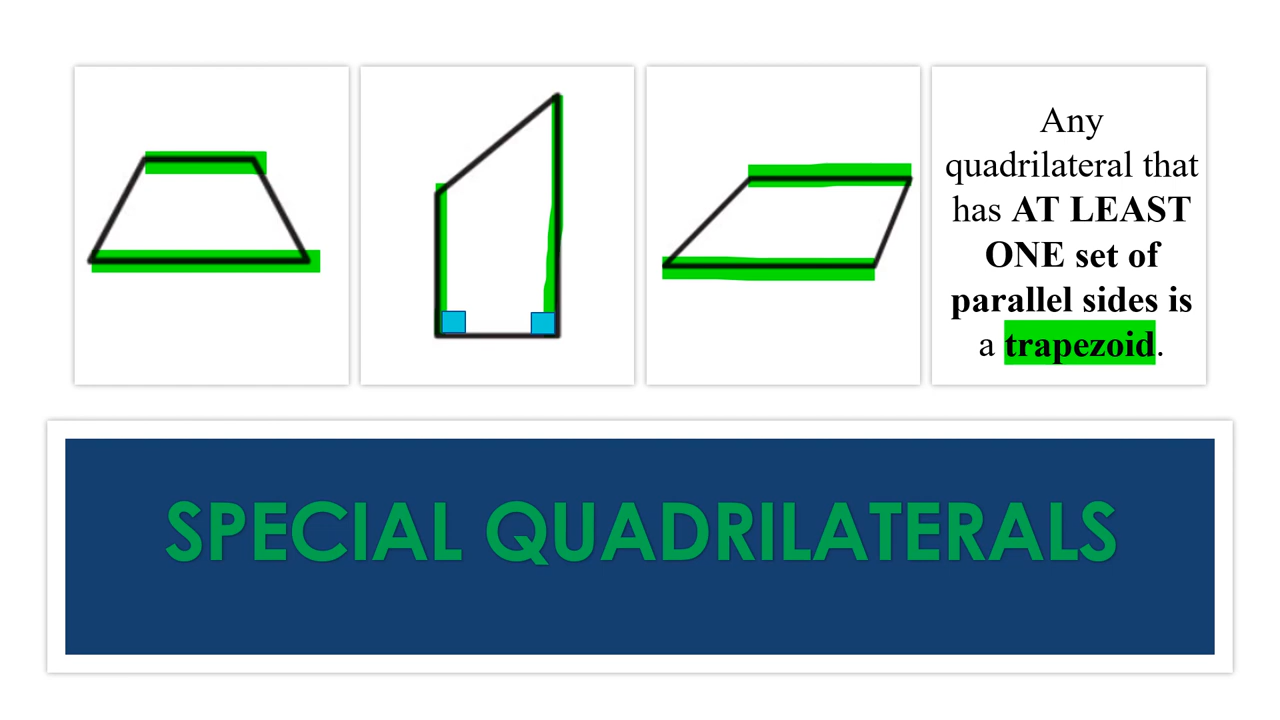 Any
quadrilateral that
has AT LEAST
ONE set of
parallel sides is
a trapezoid.
SPECIAL QUADRILATERALS